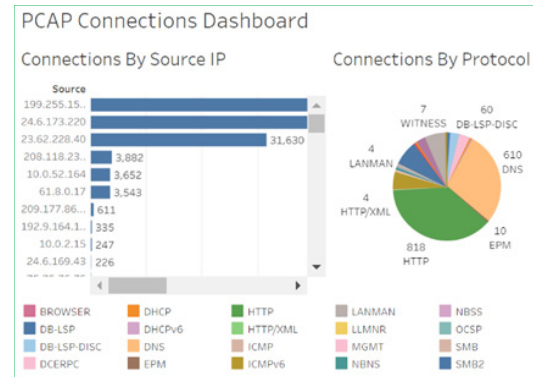 PCAP Connections Dashboard
Connections By Source IP
Source
199.255.15..
24.6.173.220
23.62.228.40
31,630
208.118.23..
3,882
10.0.52.164
3,652
61.8.0.17
3,543
209.177.86...
611
192.9.164.1..
335
10.0.2.15
247
24.6.169.43
226
Connections By Protocol
7
WITNESS
60
DB-LSP-DISC
4
LANMAN
610
DNS
4
HTTP/XML
10
EPM
818
HTTP
BROWSER DHCP HTTP LANMAN NBSS
DB-LSP DHCPv6 HTTP/XML LLMNR OCSP
DB-LSP-DISC DNS ICMP MGMT SMB
DCERPC EPM ICMPv6 NBNS SMB2